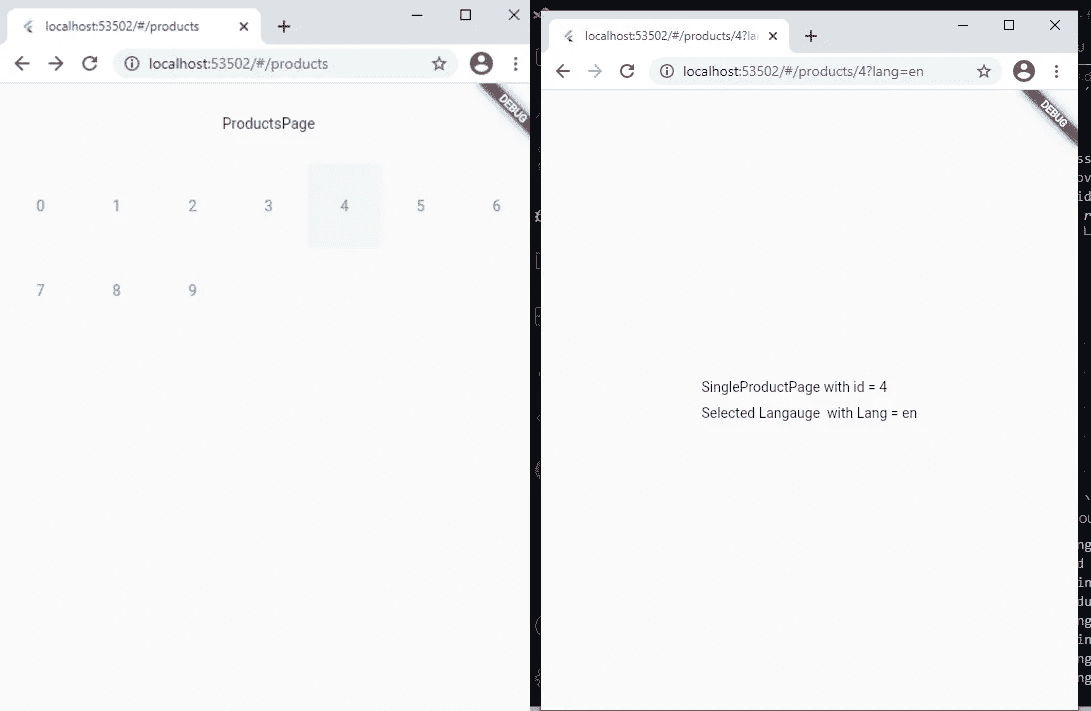 localhost:53502/#/products
localhost:53502/#/products
DEBUG
ProductsPage
0 1 2 3 4 5 6
7 8 9
localhost:53502/#/products/4?la
localhost:53502/#/products/4?lang=en
DEBUG
SingleProductPage with id = 4
Selected Langauge  with Lang = en